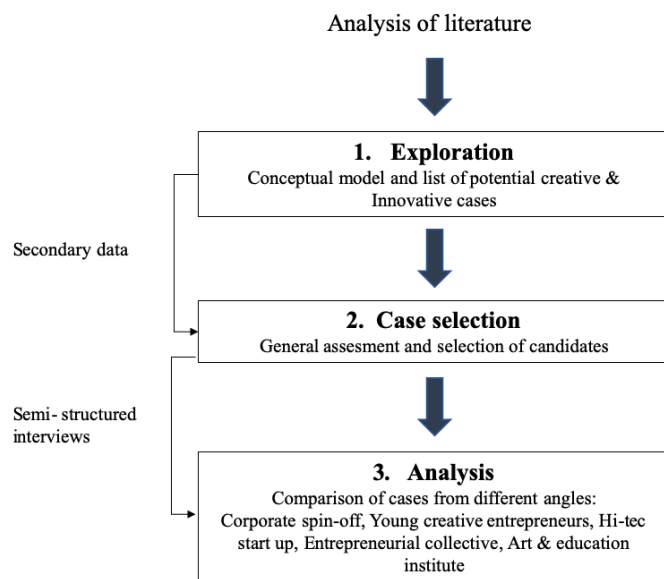 Analysis of literature
1. Exploration
Conceptual model and list of potential creative &
Innovative cases
Secondary data
2. Case selection
General assesment and selection of candidates
Semi- structured
interviews
3. Analysis
Comparison of cases from different angles:
Corporate spin-off, Young creative entrepreneurs, Hi-tec
start up, Entrepreneurial collective, Art & education
institute